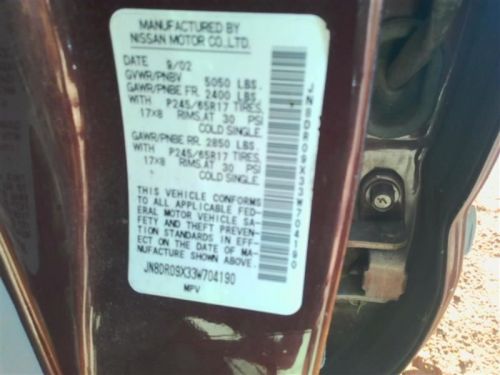 MANUFACTURED BY
NISSAN MOTOR CO., LTD.
DATE 9/02
GVWR/PNBV 5050 LBS.
GAWR/PNBE FR. 2400 LBS.
WITH P245/65R17 TIRES,
17X8 RIMS, AT 30 PSI
COLD SINGLE.
GAWR/PNBE RR. 2850 LBS.
WITH P245/65R17 TIRES,
17X8 RIMS, AT 30 PSI
COLD SINGLE.
THIS VEHICLE CONFORMS
TO ALL APPLICABLE FED-
ERAL MOTOR VEHICLE SA-
FETY AND THEFT PREV-
ENTION STANDARDS IN EFF-
ECT ON THE DATE OF MA-
NUFACTURE SHOWN ABOVE.
JN8DR09X33W704190
MPV
JN8DR09X33W704190